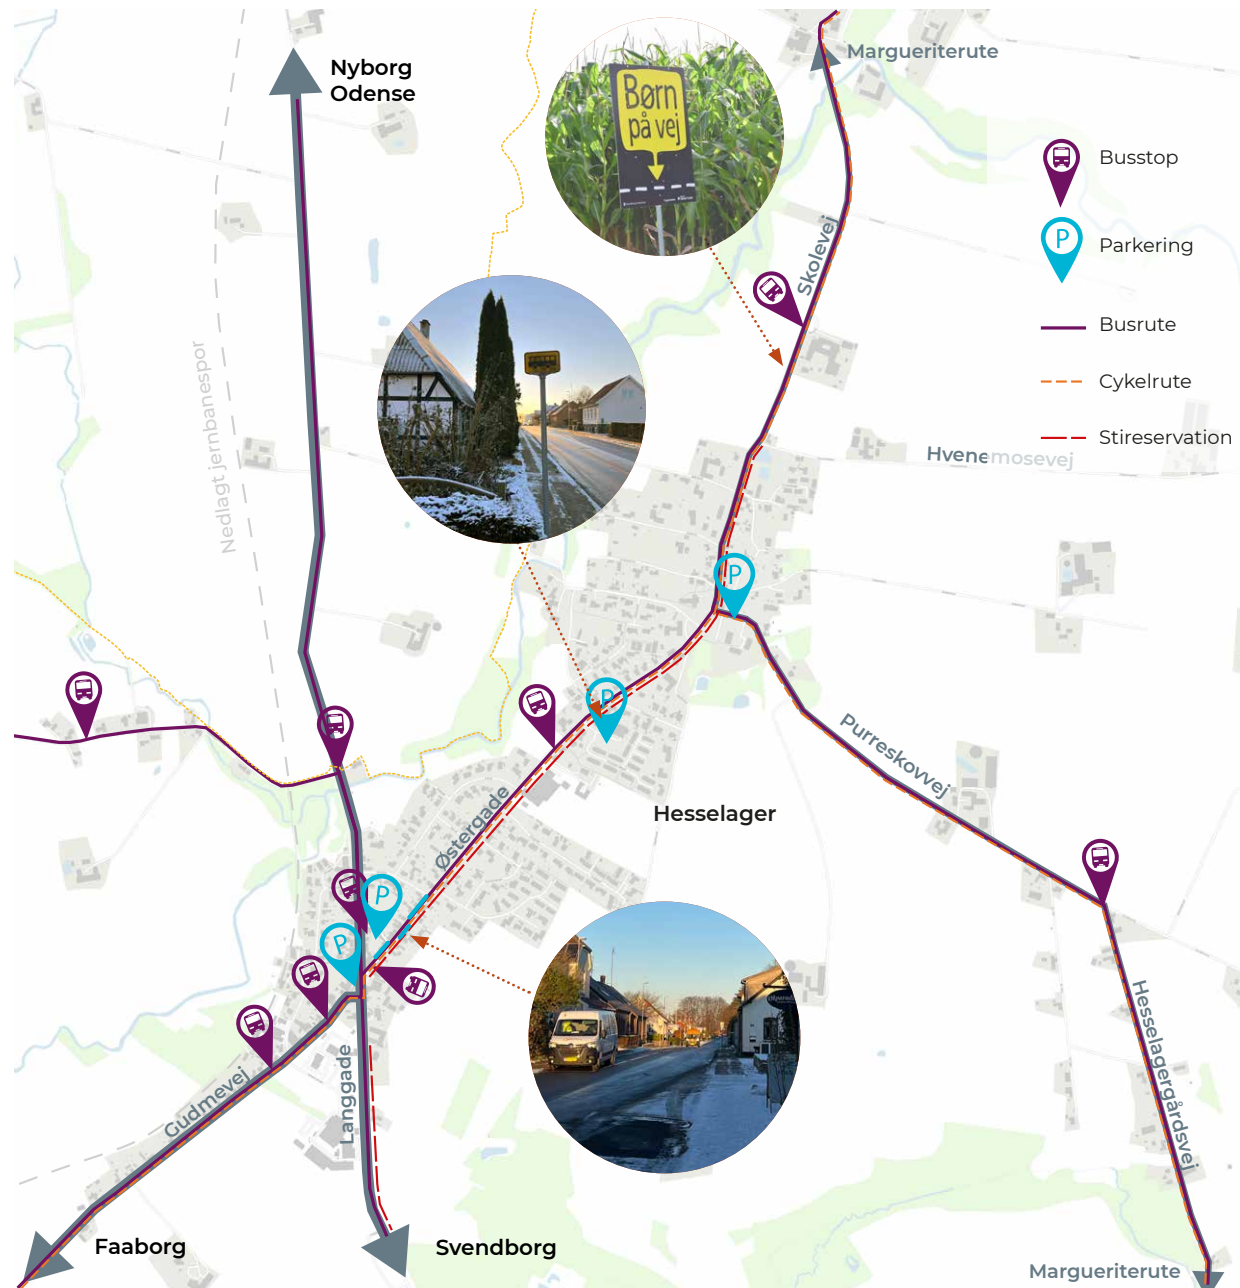 Nyborg
Odense
Margueriterute
Børn
på vej
Busstop
P
Parkering
Skolevej
Busrute
Cykelrute
Stireservation
Hvenemosevej
Nedlagt jernbanespor
P
P
Purreskovvej
Hesselager
Østergade
P
P
Hesselagergårdsvej
Gudmevej
Langgade
Faaborg
Svendborg
Margueriterute